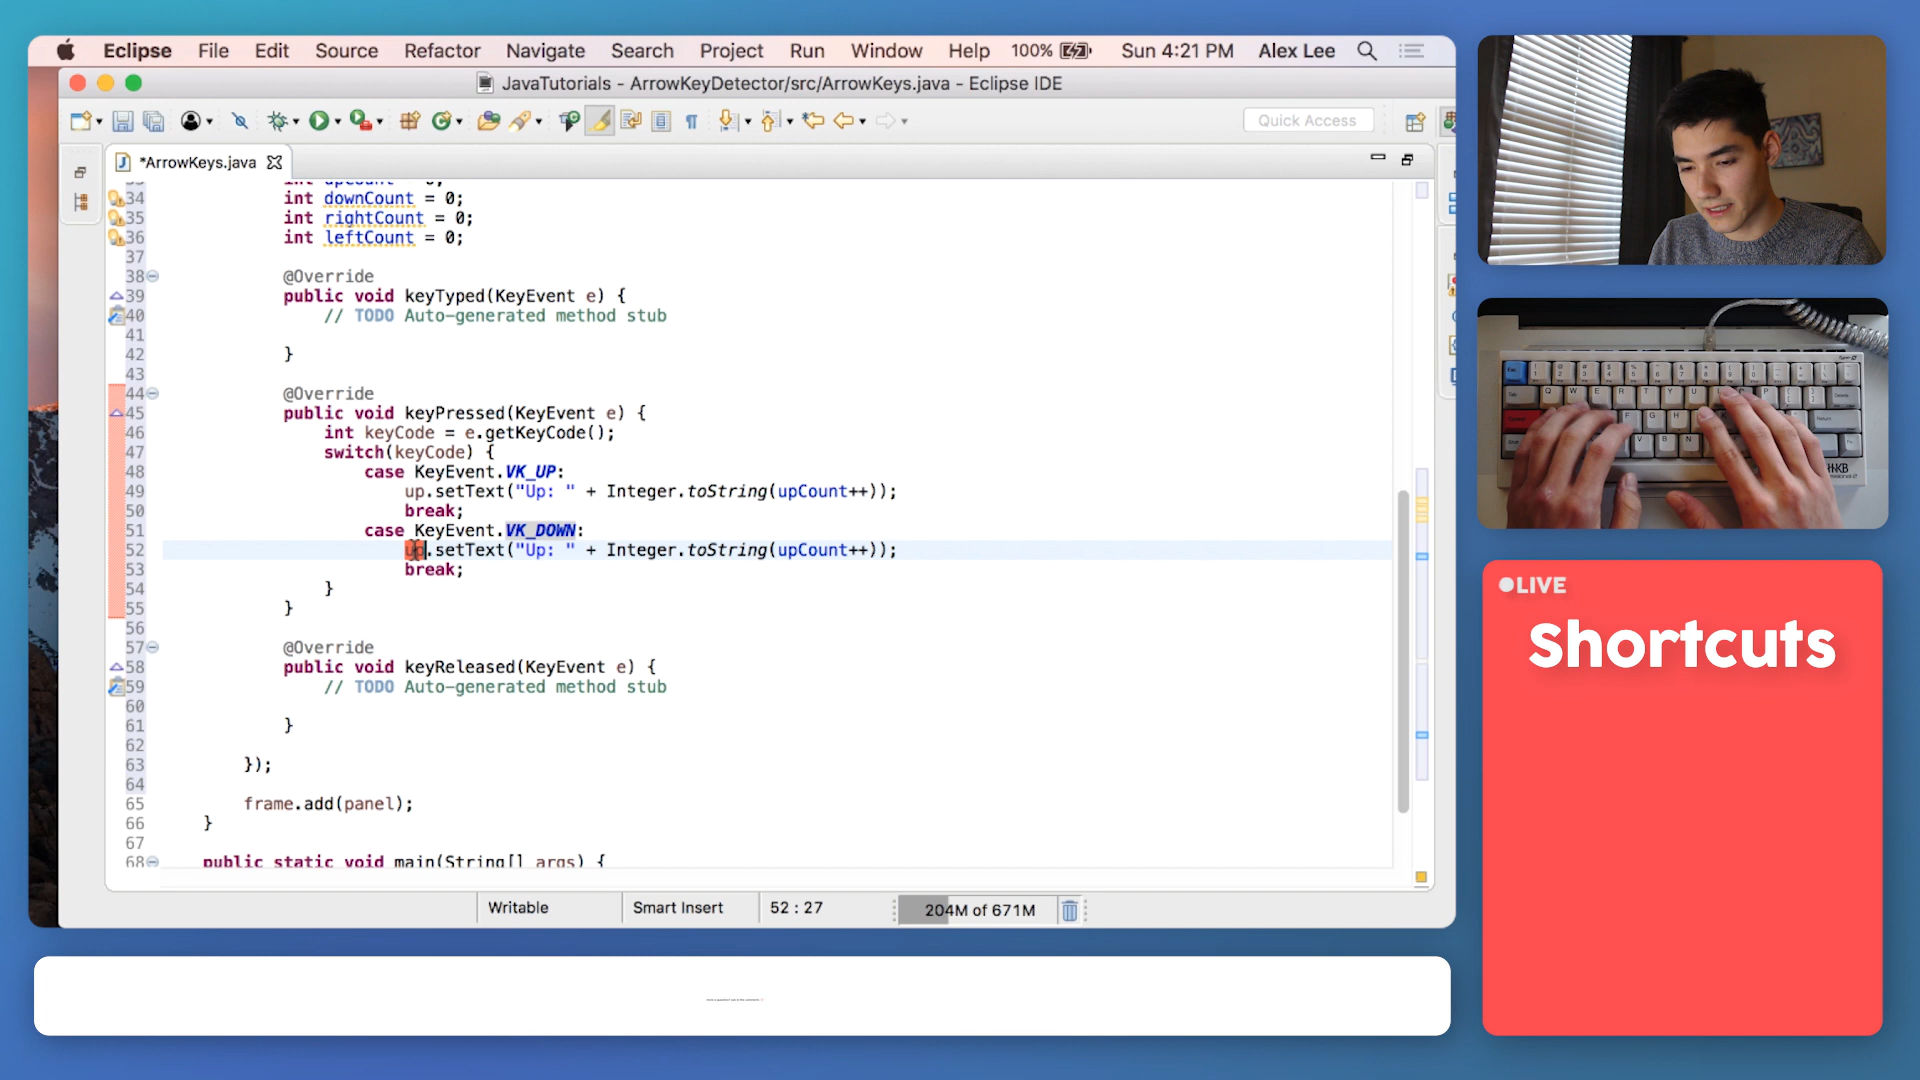 Eclipse File Edit Source Refactor Navigate Search Project Run Window Help 100% Sun 4:21 PM Alex Lee
JavaTutorials - ArrowKeyDetector/src/ArrowKeys.java - Eclipse IDE
Quick Access
*ArrowKeys.java
34 int downCount = 0;
35 int rightCount = 0;
36 int leftCount = 0;
37
38 @Override
39 public void keyTyped(KeyEvent e) {
40 // TODO Auto-generated method stub
41
42 }
43
44 @Override
45 public void keyPressed(KeyEvent e) {
46 int keyCode = e.getKeyCode();
47 switch(keyCode) {
48 case KeyEvent.VK_UP:
49 up.setText("Up: " + Integer.toString(upCount++));
50 break;
51 case KeyEvent.VK_DOWN:
52 up.setText("Up: " + Integer.toString(upCount++));
53 break;
54 }
55 }
56
57 @Override
58 public void keyReleased(KeyEvent e) {
59 // TODO Auto-generated method stub
60
61 }
62
63 });
64
65 frame.add(panel);
66 }
67
68 public static void main(String[] args) {
Writable Smart Insert 52 : 27 204M of 671M
LIVE
Shortcuts